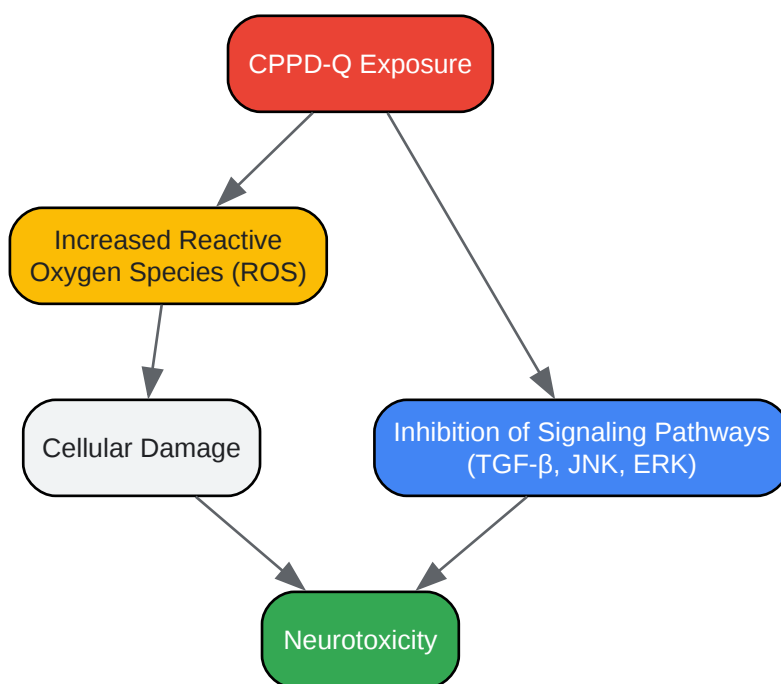 CPPD-Q Exposure
Increased Reactive
Oxygen Species (ROS)
Cellular Damage
Inhibition of Signaling Pathways
(TGF-β, JNK, ERK)
Neurotoxicity